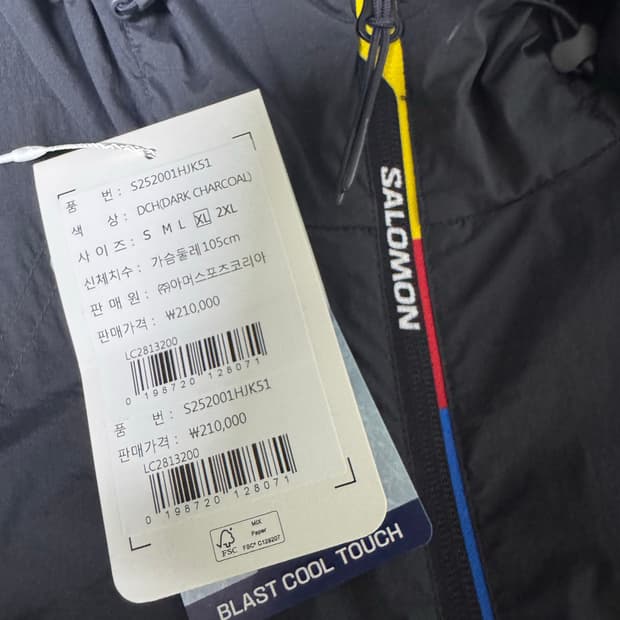 품 번 : S252001HJK51
색 상 : DCH(DARK CHARCOAL)
사 이 즈 : S M L XL 2XL
신체치수 : 가슴둘레105cm
판 매 원 : ㈜아머스포츠코리아
판매가격 : ₩210,000
LC2813200
0 198720 128071
품 번 : S252001HJK51
판매가격 : ₩210,000
LC2813200
0 198720 128071
FSC
MIX
Paper
FSC® C129207
BLAST COOL TOUCH
SALOMON